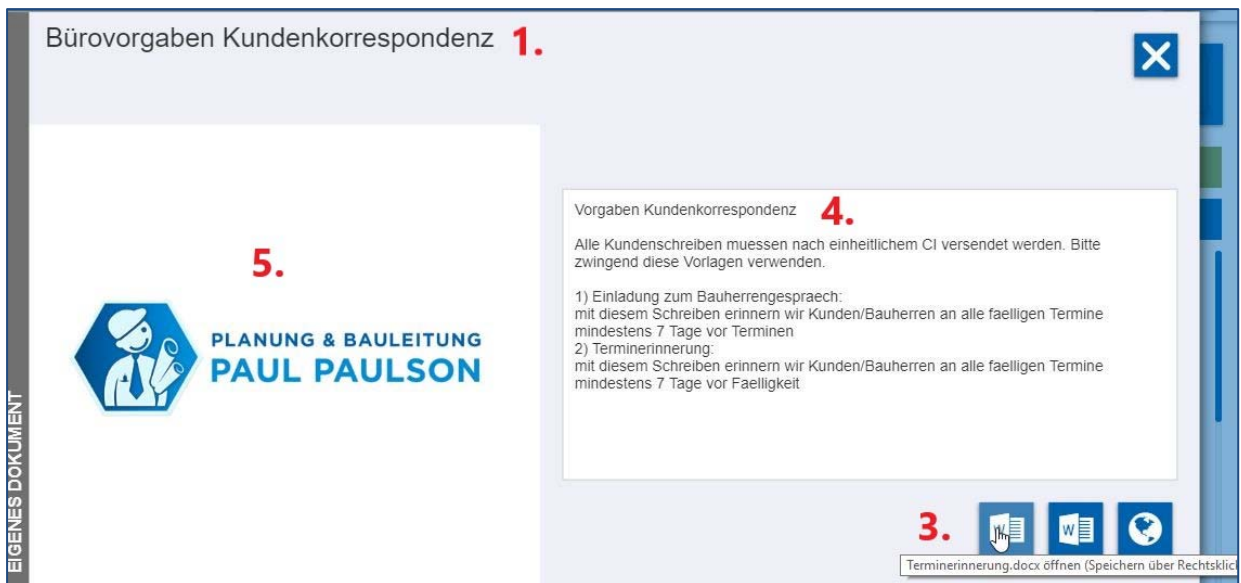 Bürovorgaben Kundenkorrespondenz 1.
EIGENES DOKUMENT
5.
PLANUNG & BAULEITUNG
PAUL PAULSON
Vorgaben Kundenkorrespondenz 4.
Alle Kundenschreiben muessen nach einheitlichem CI versendet werden. Bitte
zwingend diese Vorlagen verwenden.
1) Einladung zum Bauherrengespraech:
mit diesem Schreiben erinnern wir Kunden/Bauherren an alle faelligen Termine
mindestens 7 Tage vor Terminen
2) Terminerinnerung:
mit diesem Schreiben erinnern wir Kunden/Bauherren an alle faelligen Termine
mindestens 7 Tage vor Faelligkeit
3.
W
W
Terminerinnerung.docx öffnen (Speichern über Rechtsklick